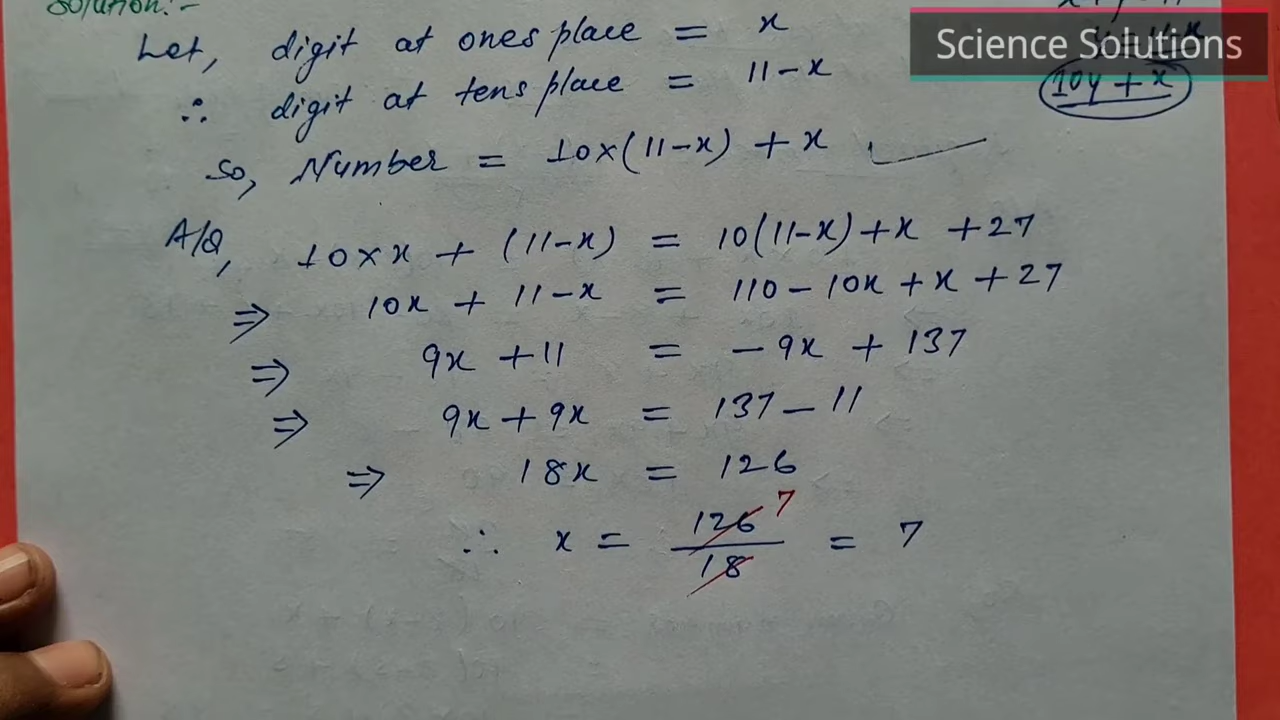 Solution:-
Science Solutions
Let, digit at ones place = x
∴ digit at tens place = 11-x
10y + x
So, Number = 10×(11-x) + x
A/Q, 10×x + (11-x) = 10(11-x)+x +27
⇒ 10x + 11-x = 110-10x+x+27
⇒ 9x +11 = -9x + 137
⇒ 9x+9x = 137-11
⇒ 18x = 126
∴ x = 126/18 7 = 7